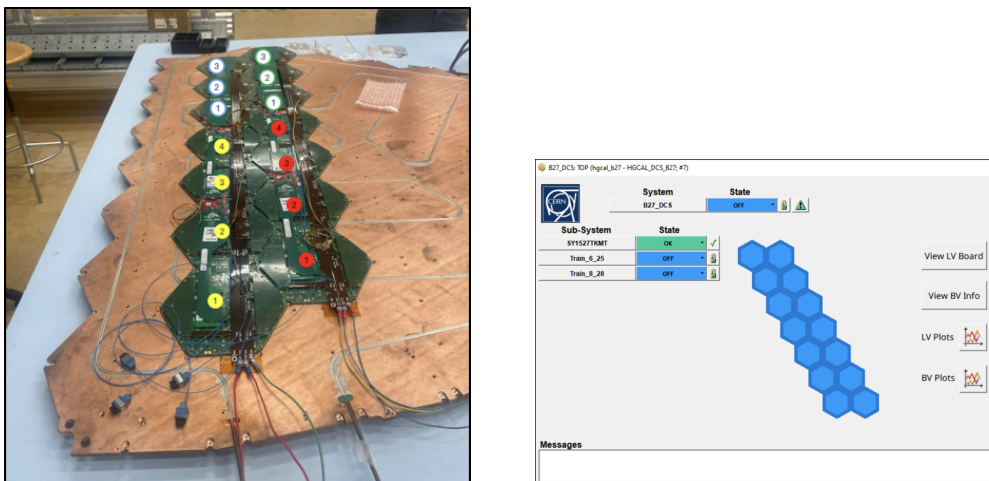 3
3
2
2
1
1
4
4
3
3
2
2
1
1
B27_DCS: TOP (hgcal_b27 - HGCAL_DCS_B27; #7)
CERN
System State
B27_DCS OFF
Sub-System State
SY1527TKMT OK
Train_6_25 OFF
Train_8_28 OFF
View LV Board
View BV Info
LV Plots
BV Plots
Messages